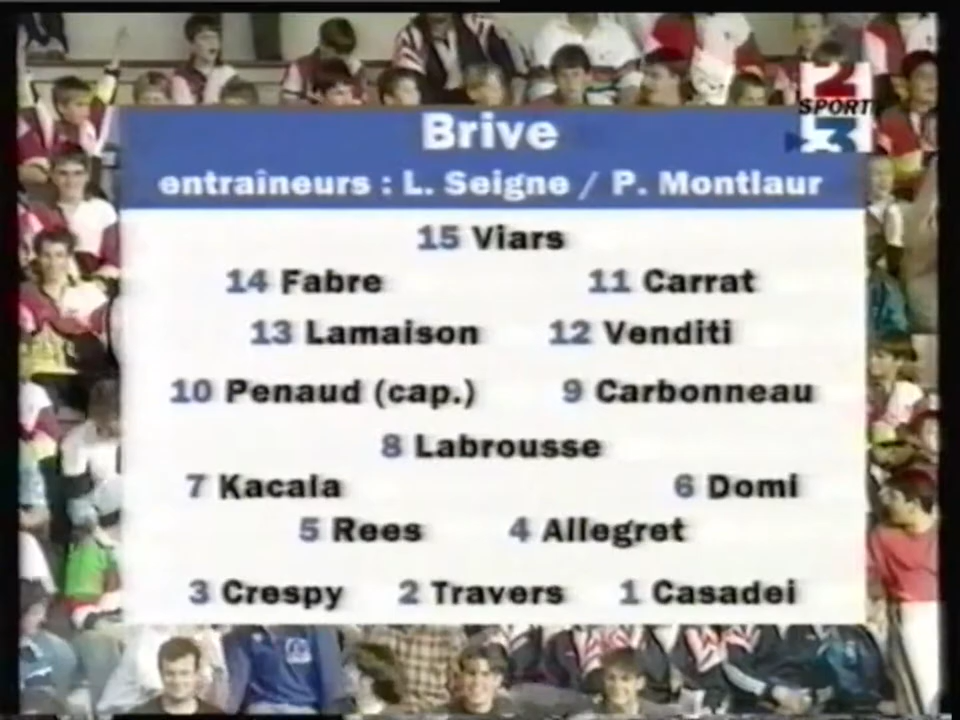 Brive
2
SPORT
3
entraîneurs : L. Seigne / P. Montlaur
15 Viars
14 Fabre 11 Carrat
13 Lamaison 12 Venditi
10 Penaud (cap.) 9 Carbonneau
8 Labrousse
7 Kacala 6 Domi
5 Rees 4 Allegret
3 Crespy 2 Travers 1 Casadei